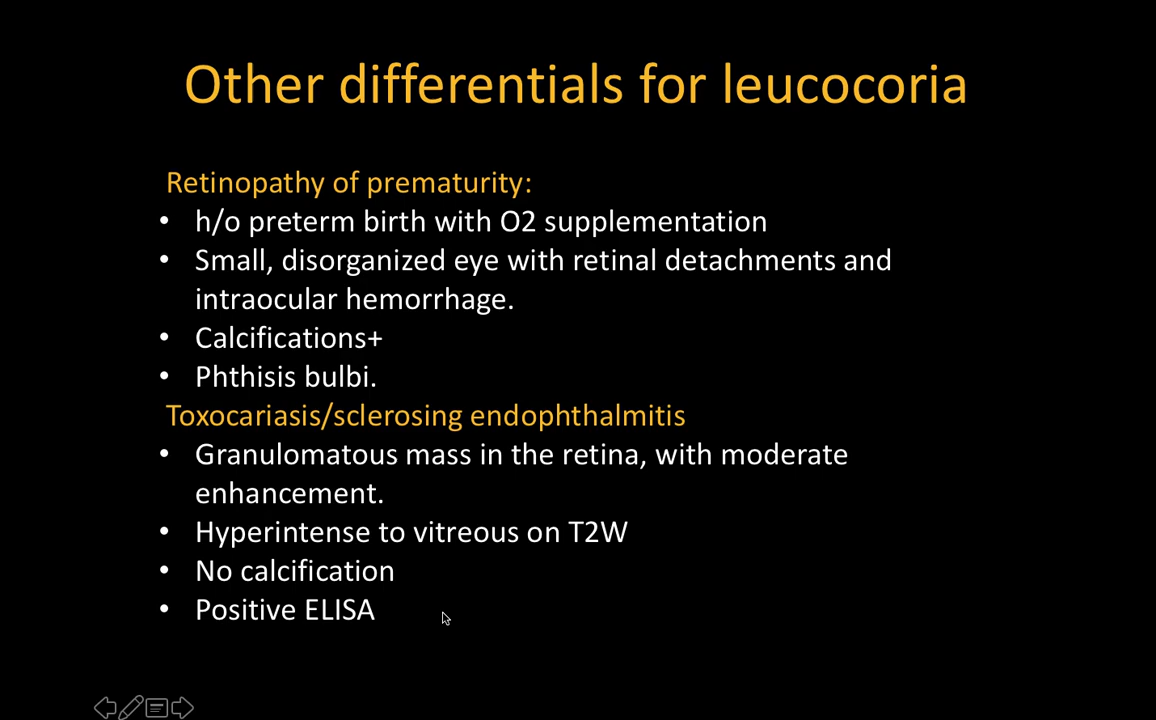 Other differentials for leucocoria
Retinopathy of prematurity:
• h/o preterm birth with O2 supplementation
• Small, disorganized eye with retinal detachments and
intraocular hemorrhage.
• Calcifications+
• Phthisis bulbi.
Toxocariasis/sclerosing endophthalmitis
• Granulomatous mass in the retina, with moderate
enhancement.
• Hyperintense to vitreous on T2W
• No calcification
• Positive ELISA